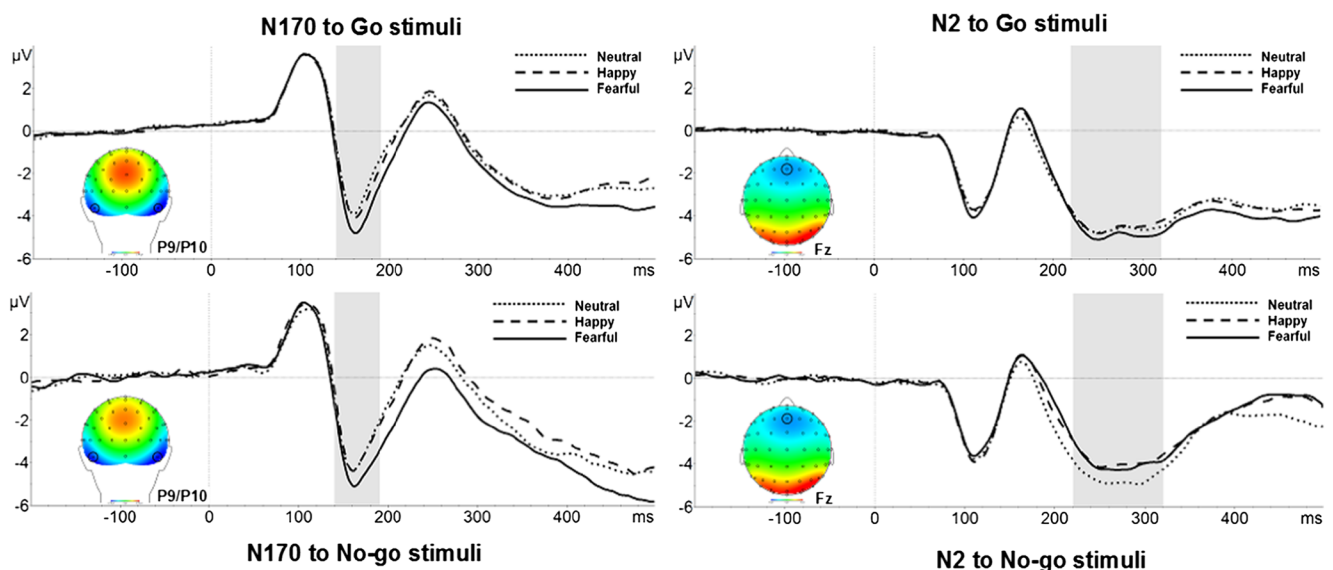 N170 to Go stimuli
µV
2
0
-2
-4
-6
Neutral
Happy
Fearful
P9/P10
-100 0 100 200 300 400 ms
N2 to Go stimuli
µV
2
0
-2
-4
-6
Neutral
Happy
Fearful
Fz
-100 0 100 200 300 400 ms
µV
2
0
-2
-4
-6
Neutral
Happy
Fearful
P9/P10
-100 0 100 200 300 400 ms
N170 to No-go stimuli
µV
2
0
-2
-4
-6
Neutral
Happy
Fearful
Fz
-100 0 100 200 300 400 ms
N2 to No-go stimuli